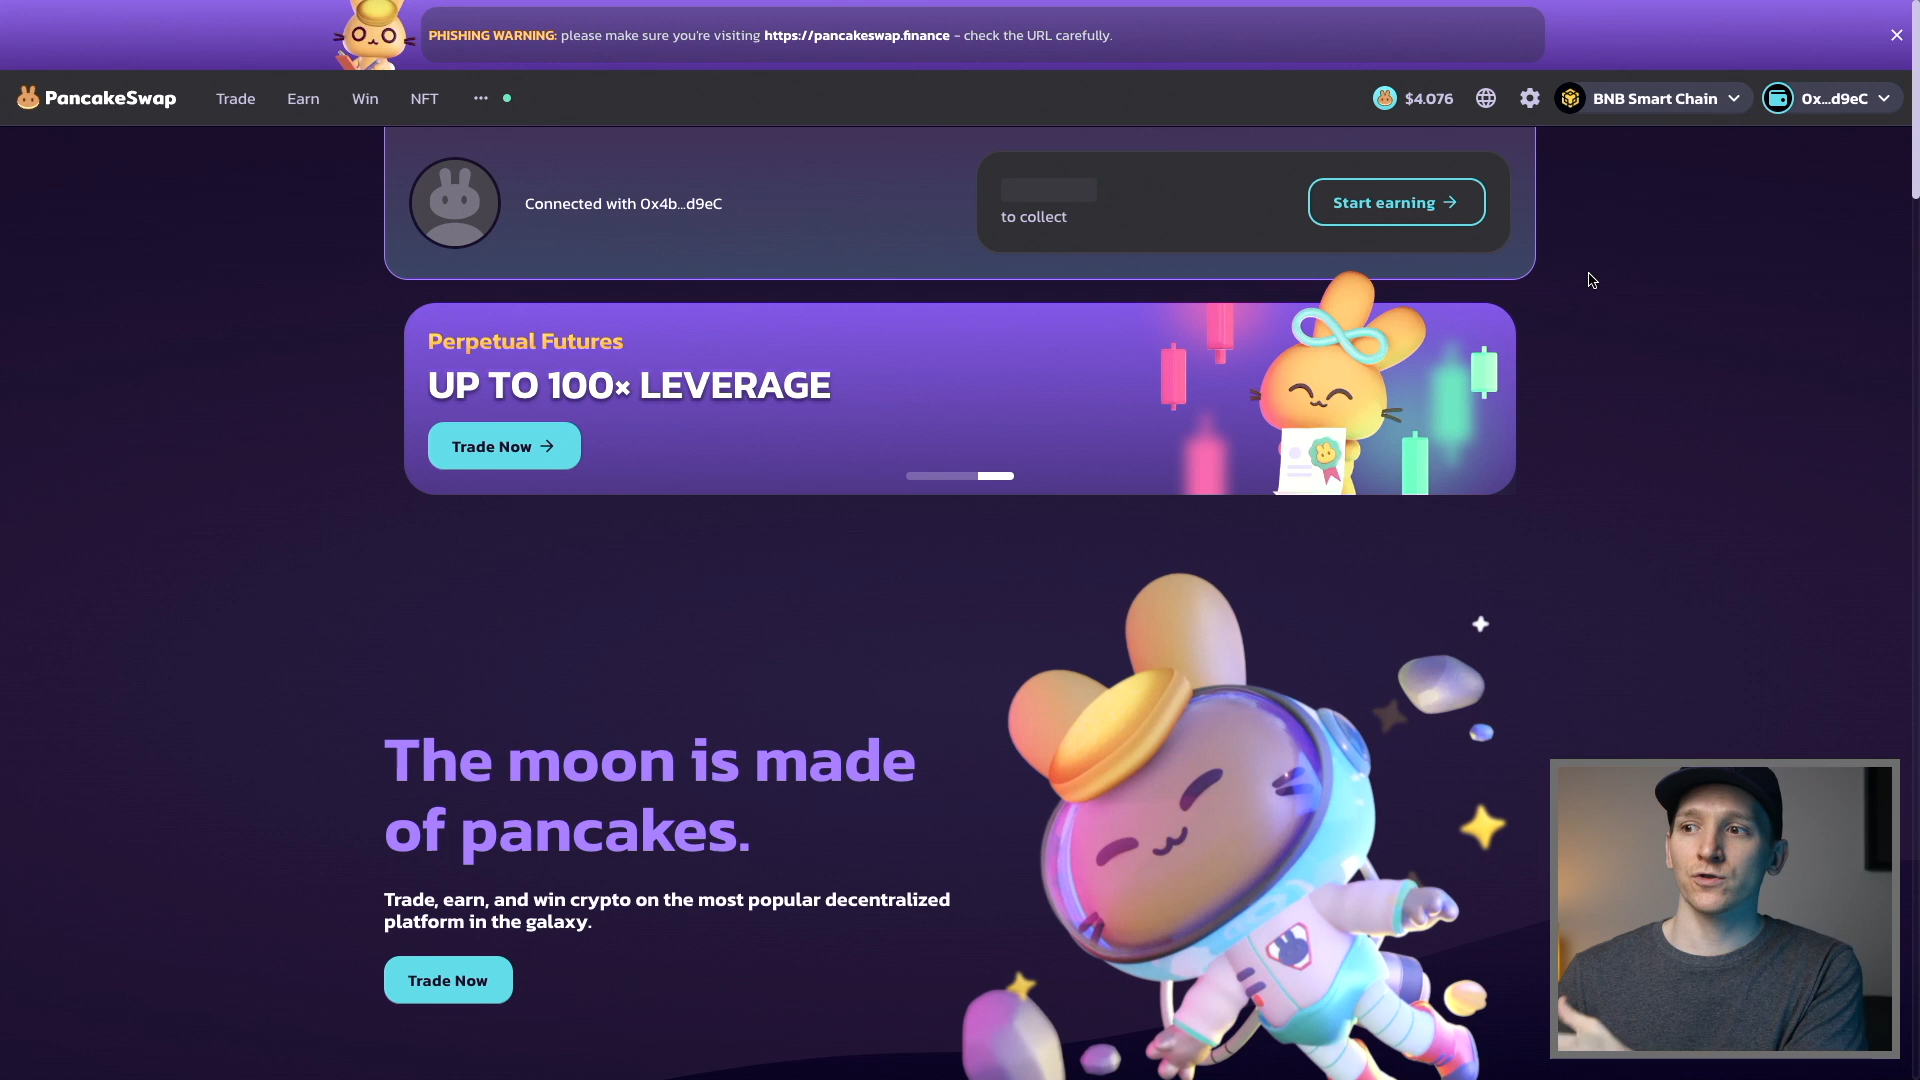 PHISHING WARNING: please make sure you're visiting https://pancakeswap.finance - check the URL carefully.
PancakeSwap Trade Earn Win NFT $4.076 BNB Smart Chain 0x...d9eC
Connected with 0x4b...d9eC
to collect
Start earning
Perpetual Futures
UP TO 100× LEVERAGE
Trade Now
The moon is made
of pancakes.
Trade, earn, and win crypto on the most popular decentralized
platform in the galaxy.
Trade Now